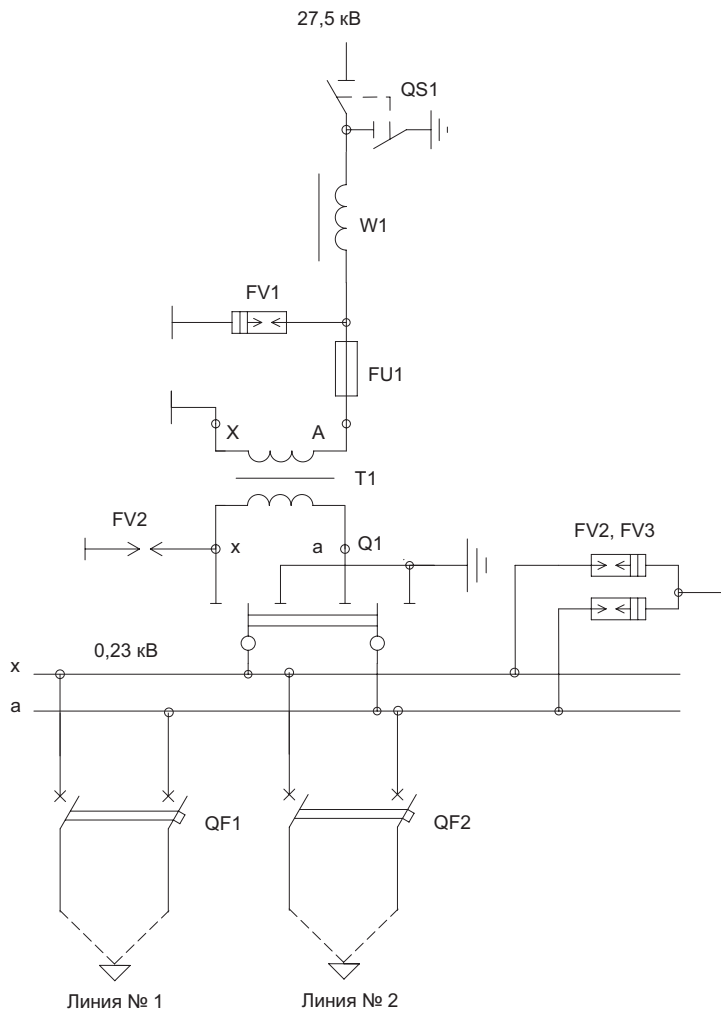 27,5 кВ
QS1
W1
FV1
FU1
X A
T1
FV2
x a Q1
FV2, FV3
0,23 кВ
x
a
QF1 QF2
Линия № 1 Линия № 2